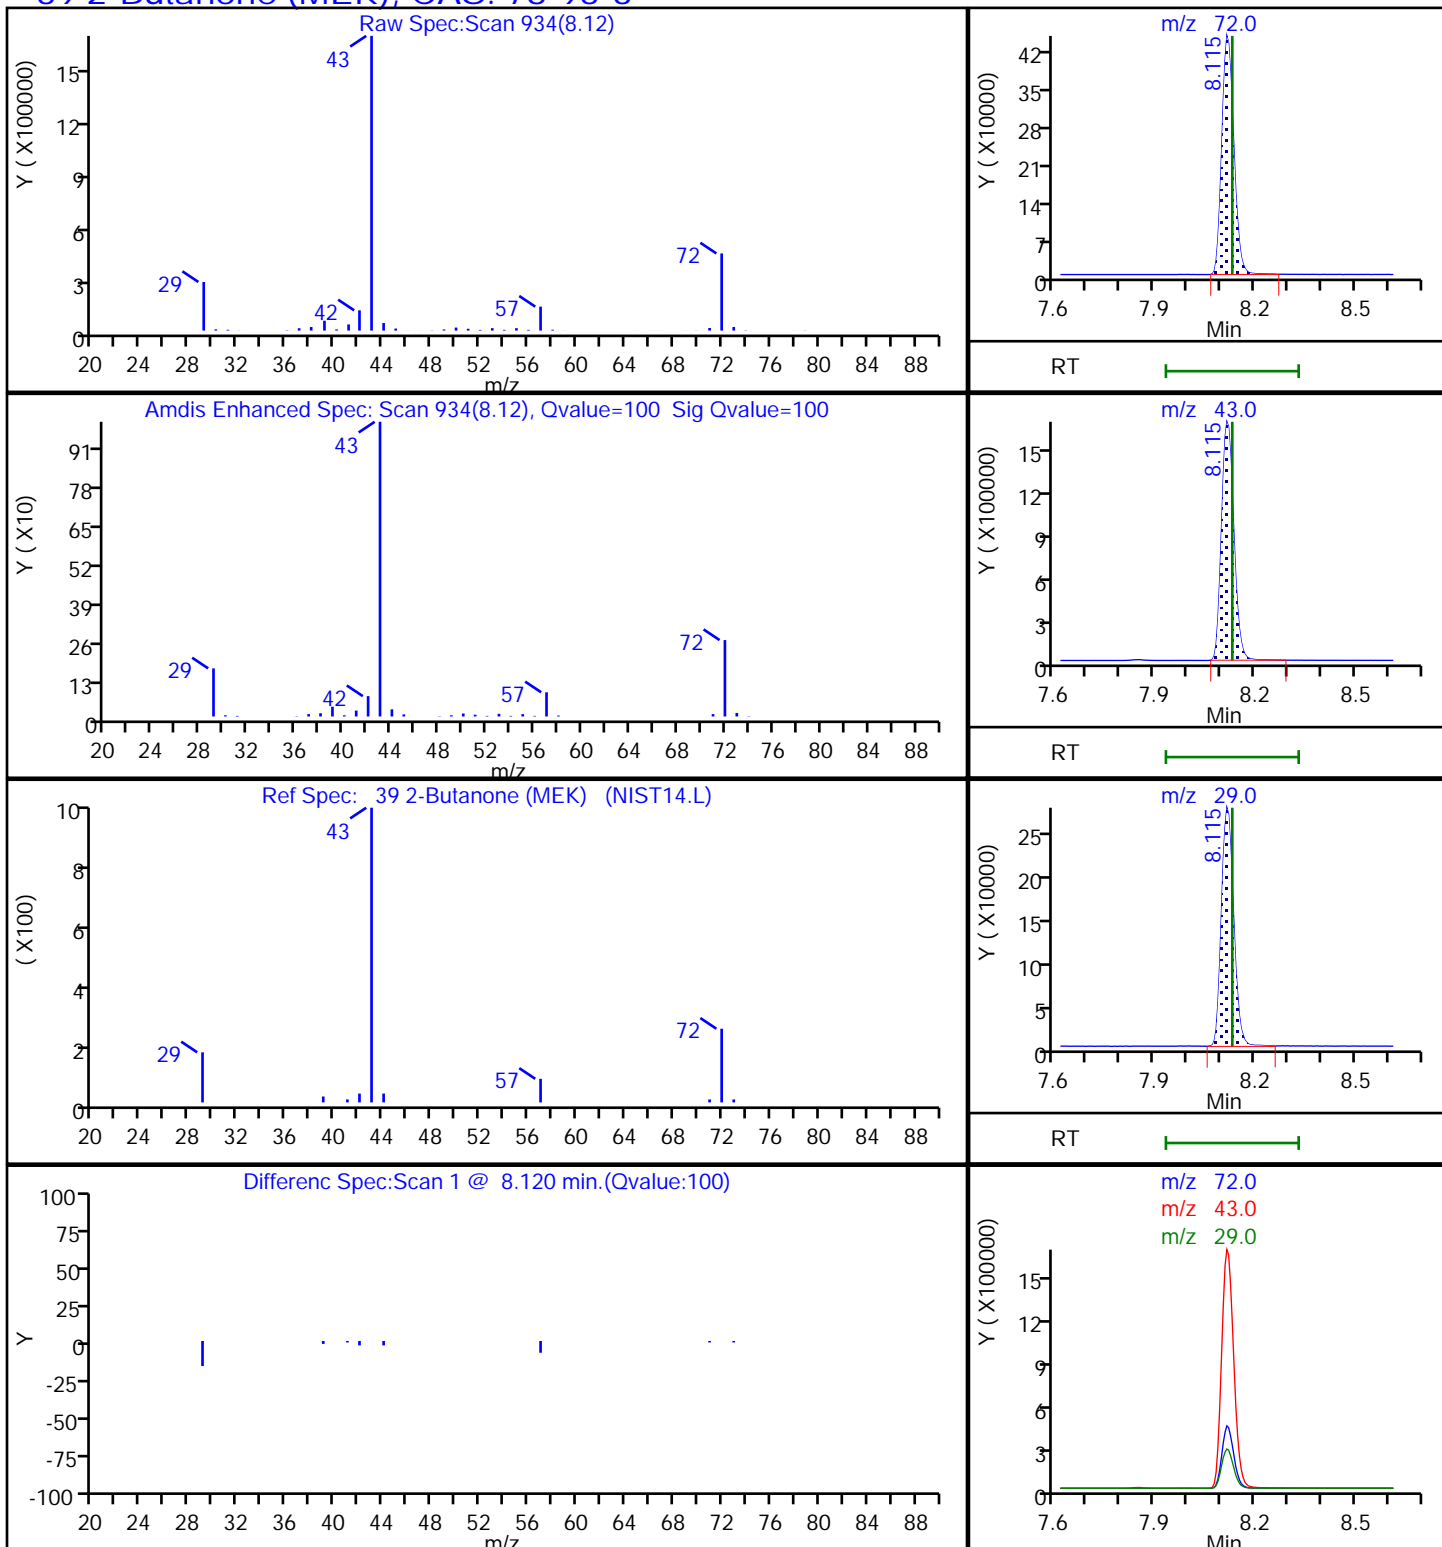 Raw Spec:Scan 934(8.12)
Y ( X100000)
15
12
9
6
3
0
43
72
29
42
57
20 24 28 32 36 40 44 48 52 56 60 64 68 72 76 80 84 88
m/z
m/z 72.0
Y ( X10000)
42
35
28
21
14
7
0
8.115
7.6 7.9 8.2 8.5
Min
RT
Amdis Enhanced Spec: Scan 934(8.12), Qvalue=100 Sig Qvalue=100
Y ( X10)
91
78
65
52
39
26
13
0
43
72
29
42
57
20 24 28 32 36 40 44 48 52 56 60 64 68 72 76 80 84 88
m/z
m/z 43.0
Y ( X100000)
15
12
9
6
3
0
8.115
7.6 7.9 8.2 8.5
Min
RT
Ref Spec: 39 2-Butanone (MEK) (NIST14.L)
( X100)
10
8
6
4
2
0
43
72
29
57
20 24 28 32 36 40 44 48 52 56 60 64 68 72 76 80 84 88
m/z 29.0
Y ( X10000)
25
20
15
10
5
0
8.115
7.6 7.9 8.2 8.5
Min
RT
Differenc Spec:Scan 1 @ 8.120 min.(Qvalue:100)
Y
100
75
50
25
0
-25
-50
-75
-100
20 24 28 32 36 40 44 48 52 56 60 64 68 72 76 80 84 88
m/z
m/z 72.0
m/z 43.0
m/z 29.0
Y ( X100000)
15
12
9
6
3
0
7.6 7.9 8.2 8.5
Min